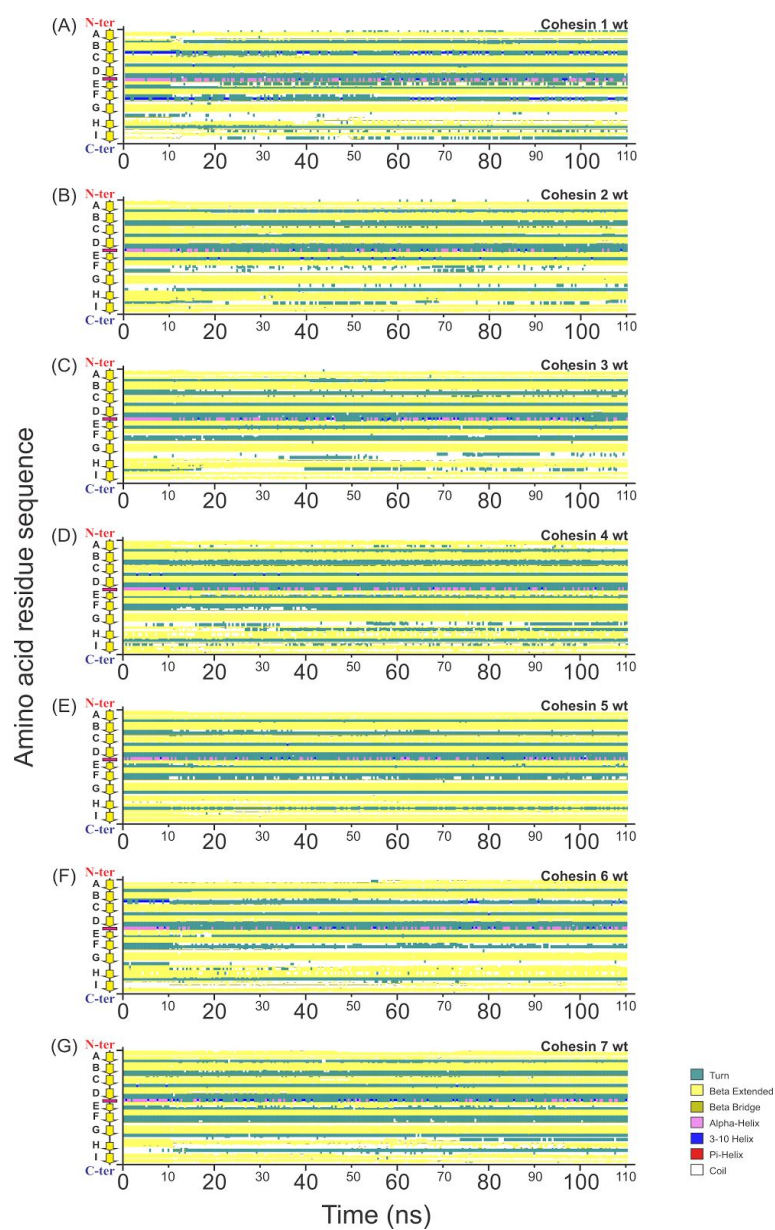 Amino acid residue sequence
(A) N-ter Cohesin 1 wt
A
B
C
D
E
F
G
H
I
C-ter
0 10 20 30 40 50 60 70 80 90 100 110
(B) N-ter Cohesin 2 wt
A
B
C
D
E
F
G
H
I
C-ter
0 10 20 30 40 50 60 70 80 90 100 110
(C) N-ter Cohesin 3 wt
A
B
C
D
E
F
G
H
I
C-ter
0 10 20 30 40 50 60 70 80 90 100 110
(D) N-ter Cohesin 4 wt
A
B
C
D
E
F
G
H
I
C-ter
0 10 20 30 40 50 60 70 80 90 100 110
(E) N-ter Cohesin 5 wt
A
B
C
D
E
F
G
H
I
C-ter
0 10 20 30 40 50 60 70 80 90 100 110
(F) N-ter Cohesin 6 wt
A
B
C
D
E
F
G
H
I
C-ter
0 10 20 30 40 50 60 70 80 90 100 110
(G) N-ter Cohesin 7 wt
A
B
C
D
E
F
G
H
I
C-ter
0 10 20 30 40 50 60 70 80 90 100 110
Time (ns)
Turn
Beta Extended
Beta Bridge
Alpha-Helix
3-10 Helix
Pi-Helix
Coil